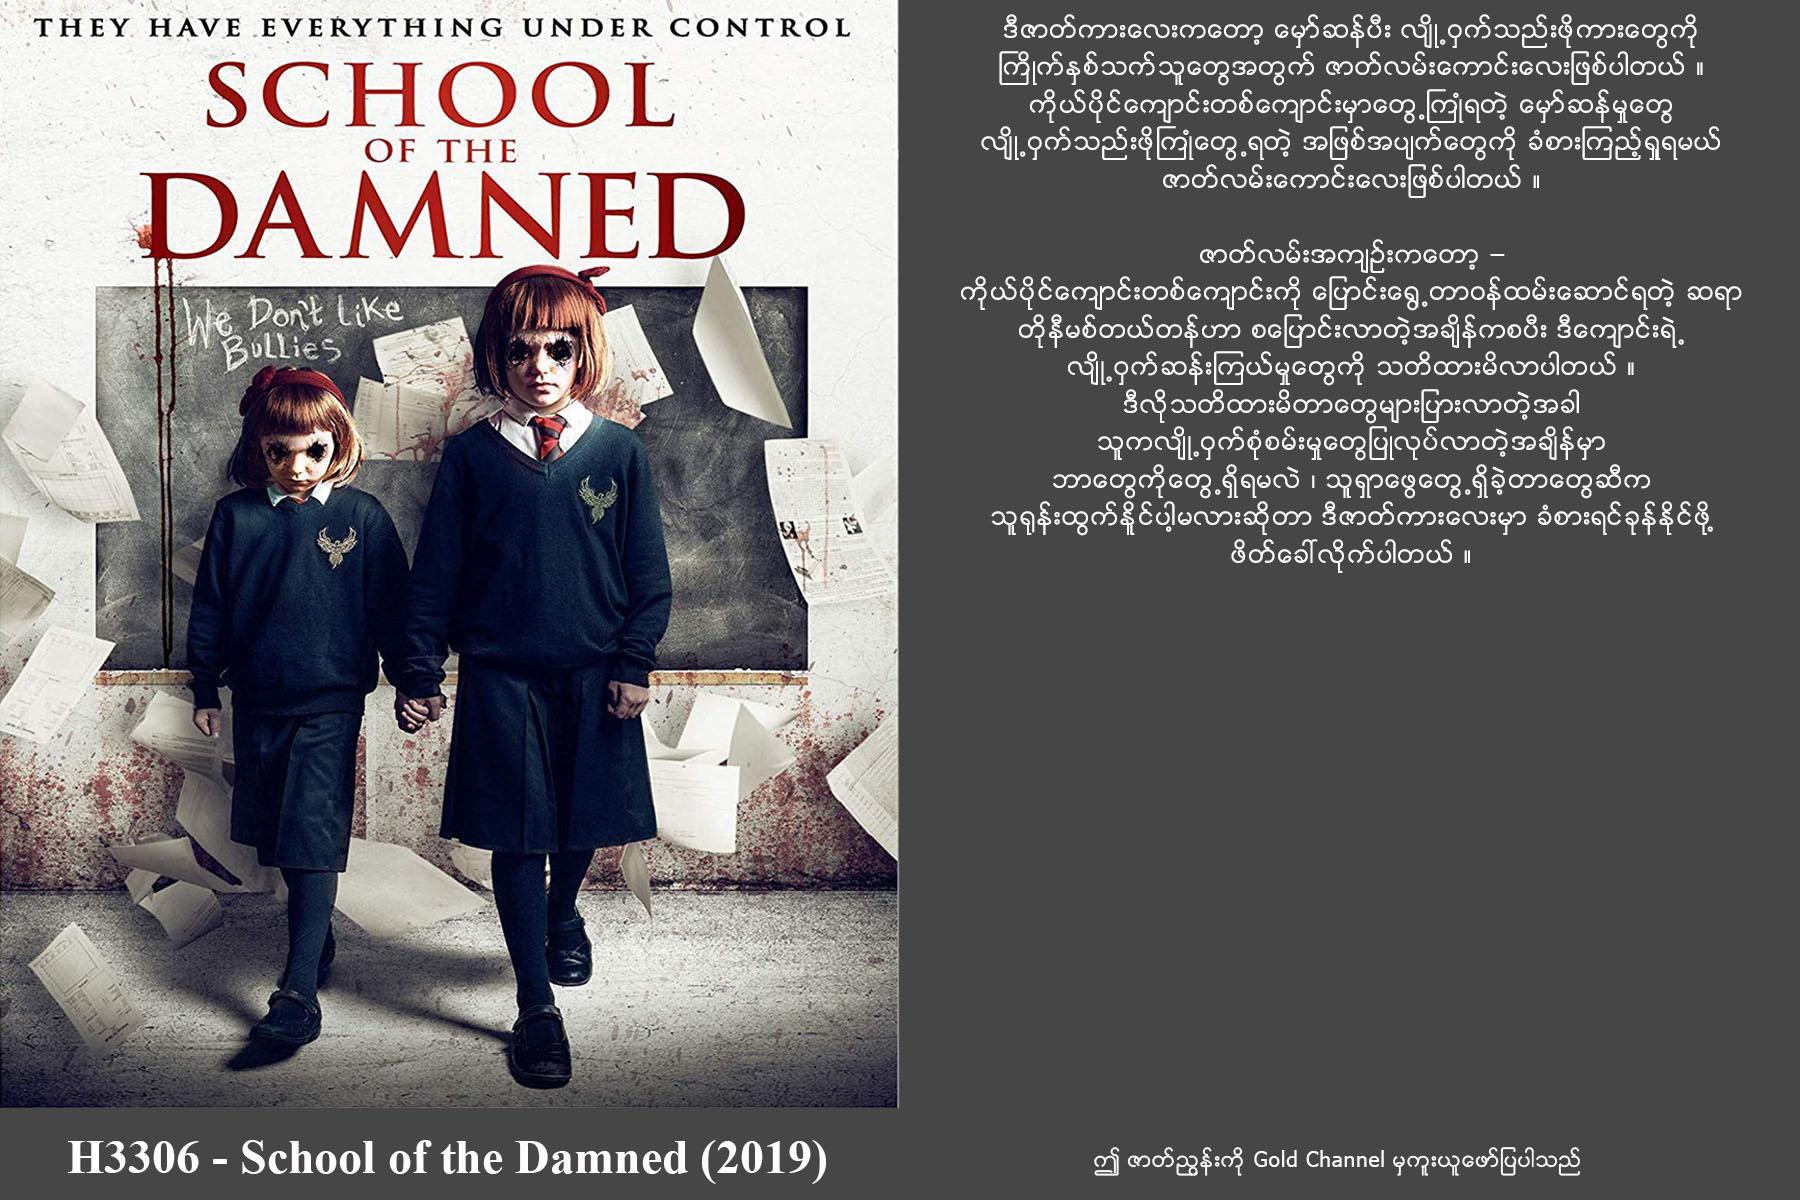 THEY HAVE EVERYTHING UNDER CONTROL
SCHOOL
OF THE
DAMNED
We Don't Like
Bullies
H3306 - School of the Damned (2019)
ဒီဇာတ်ကားလေးကတော့ မှော်ဆန်ပီး လျို့ဝှက်သည်းဖိုကားတွေကို
ကြိုက်နှစ်သက်သူတွေအတွက် ဇာတ်လမ်းကောင်းလေးဖြစ်ပါတယ် ။
ကိုယ်ပိုင်ကျောင်းတစ်ကျောင်းမှာတွေ့ကြုံရတဲ့ မှော်ဆန်မှုတွေ
လျို့ဝှက်သည်းဖိုကြုံတွေ့ရတဲ့ အဖြစ်အပျက်တွေကို ခံစားကြည့်ရှုရမယ်
ဇာတ်လမ်းကောင်းလေးဖြစ်ပါတယ် ။
ဇာတ်လမ်းအကျဉ်းကတော့ –
ကိုယ်ပိုင်ကျောင်းတစ်ကျောင်းကို ပြောင်းရွေ့တာဝန်ထမ်းဆောင်ရတဲ့ ဆရာ
တိုနီမစ်တယ်တန်ဟာ စပြောင်းလာတဲ့အချိန်ကစပီး ဒီကျောင်းရဲ့
လျို့ဝှက်ဆန်းကြယ်မှုတွေကို သတိထားမိလာပါတယ် ။
ဒီလိုသတိထားမိတာတွေများပြားလာတဲ့အခါ
သူကလျို့ဝှက်စုံစမ်းမှုတွေပြုလုပ်လာတဲ့အချိန်မှာ
ဘာတွေကိုတွေ့ရှိရမလဲ ၊ သူရှာဖွေတွေ့ရှိခဲ့တာတွေဆီက
သူရုန်းထွက်နိုင်ပါ့မလားဆိုတာ ဒီဇာတ်ကားလေးမှာ ခံစားရင်ခုန်နိုင်ဖို့
ဖိတ်ခေါ်လိုက်ပါတယ် ။
ဤ ဇာတ်ညွှန်းကို Gold Channel မှကူးယူဖော်ပြပါသည်